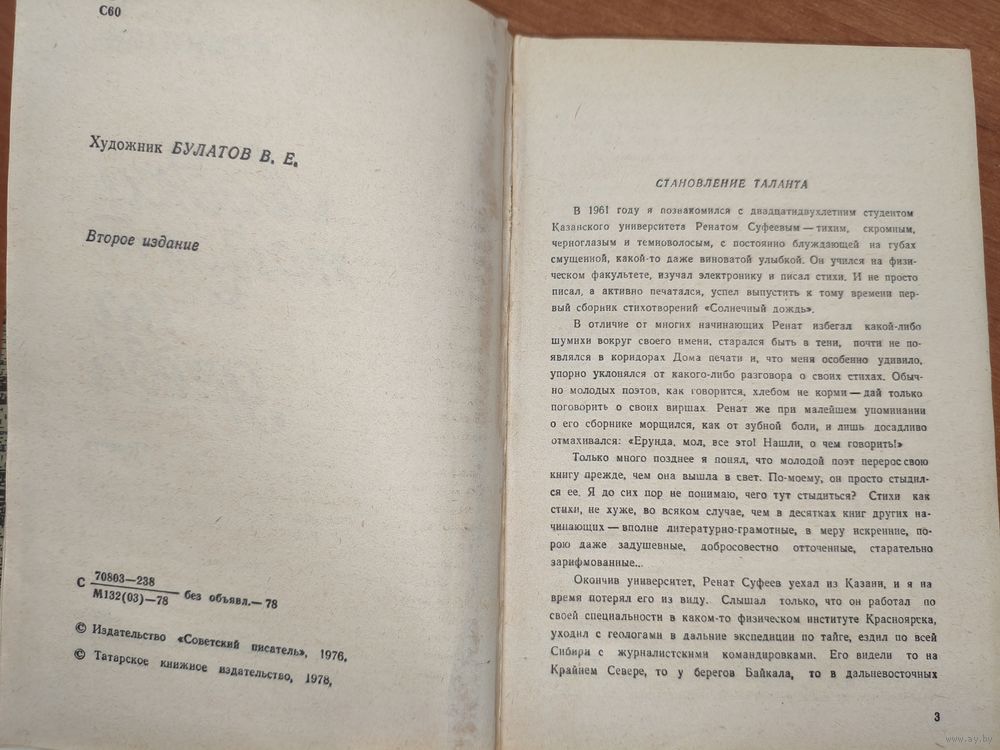 С60
Художник БУЛАТОВ В. Е.
Второе издание
С 70803—238
М132(03)—78 без объявл.— 78
© Издательство «Советский писатель», 1976,
© Татарское книжное издательство, 1978,
СТАНОВЛЕНИЕ ТАЛАНТА
В 1961 году я познакомился с двадцатидвухлетним студентом
Казанского университета Ренатом Суфеевым — тихим, скромным,
черноглазым и темноволосым, с постоянно блуждающей на губах
смущенной, какой-то даже виноватой улыбкой. Он учился на физи-
ческом факультете, изучал электронику и писал стихи. И не просто
писал, а активно печатался, успел выпустить к тому времени пер-
вый сборник стихотворений «Солнечный дождь».
В отличие от многих начинающих Ренат избегал какой-либо
шумихи вокруг своего имени, старался быть в тени, почти не по-
являлся в коридорах Дома печати и, что меня особенно удивило,
упорно уклонялся от какого-либо разговора о своих стихах. Обыч-
но молодых поэтов, как говорится, хлебом не корми — дай только
поговорить о своих виршах. Ренат же при малейшем упоминании
о его сборнике морщился, как от зубной боли, и лишь досадливо
отмахивался: «Ерунда, мол, все это! Нашли, о чем говорить!»
Только много позднее я понял, что молодой поэт перерос свою
книгу прежде, чем она вышла в свет. По-моему, он просто стыдил-
ся ее. Я до сих пор не понимаю, чего тут стыдиться? Стихи как
стихи, не хуже, во всяком случае, чем в десятках книг других на-
чинающих — вполне литературно-грамотные, в меру искренние, по-
рою даже задушевные, добросовестно отточенные, старательно
зарифмованные...
Окончив университет, Ренат Суфеев уехал из Казани, и я на
время потерял его из виду. Слышал только, что он работал по
своей специальности в каком-то физическом институте Красноярска,
уходил с геологами в дальние экспедиции по тайге, ездил по всей
Сибири с журналистскими командировками. Его видели то на
Крайнем Севере, то у берегов Байкала, то в дальневосточных
3
www.ay.by